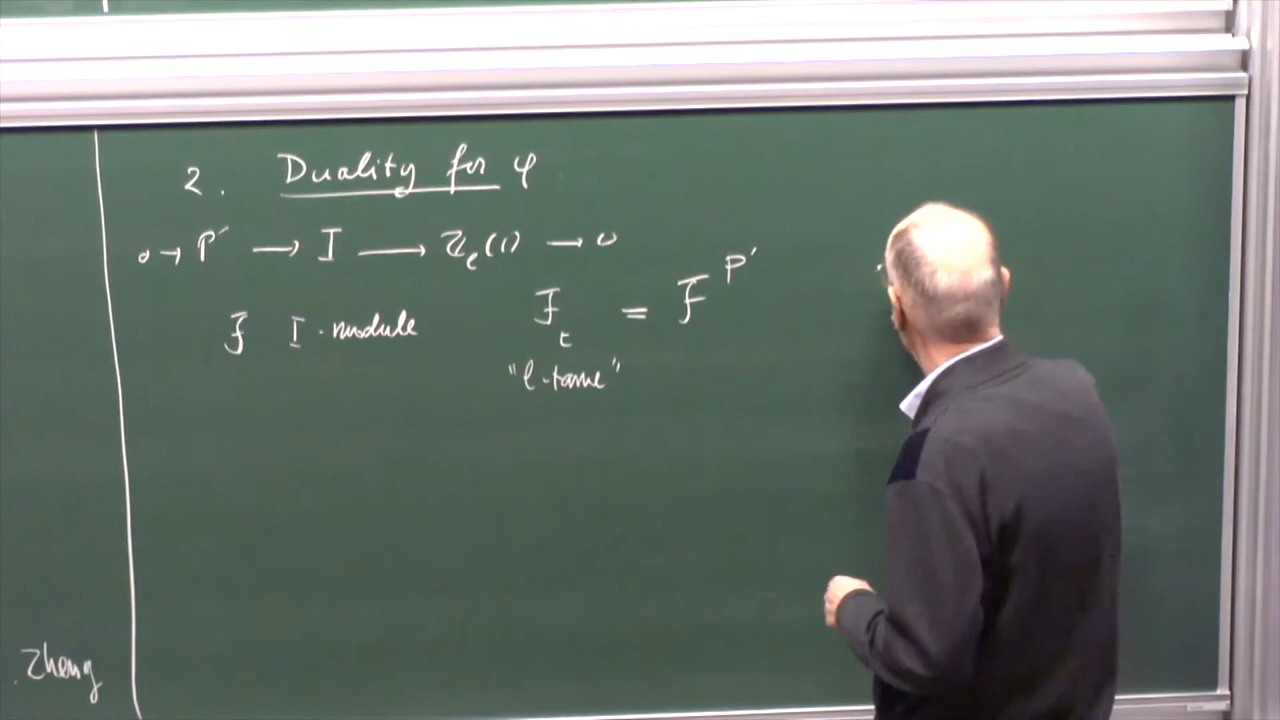 2. Duality for φ
0 → P' → I → ℤ_ℓ(1) → 0
F I-module F_t = F^{P'}
"ℓ-tame"
Zheng